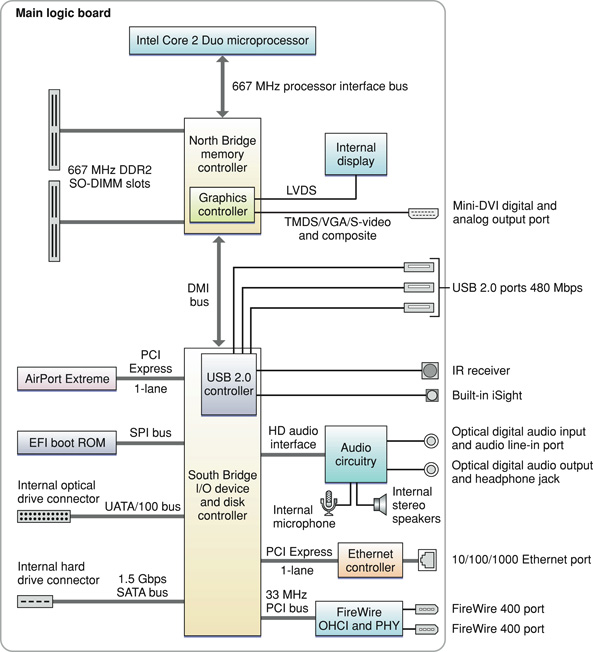 Main logic board
Intel Core 2 Duo microprocessor
667 MHz processor interface bus
North Bridge
memory
controller
Internal
display
667 MHz DDR2
SO-DIMM slots
Graphics
controller
LVDS
TMDS/VGA/S-video
and composite
Mini-DVI digital and
analog output port
DMI
bus
USB 2.0 ports 480 Mbps
PCI
Express
1-lane
AirPort Extreme
USB 2.0
controller
IR receiver
Built-in iSight
EFI boot ROM
SPI bus
HD audio
interface
Audio
circuitry
Optical digital audio input
and audio line-in port
Optical digital audio output
and headphone jack
South Bridge
I/O device
and disk
controller
Internal optical
drive connector
UATA/100 bus
Internal
microphone
Internal
stereo
speakers
PCI Express
1-lane
Ethernet
controller
10/100/1000 Ethernet port
Internal hard
drive connector
1.5 Gbps
SATA bus
33 MHz
PCI bus
FireWire
OHCI and PHY
FireWire 400 port
FireWire 400 port